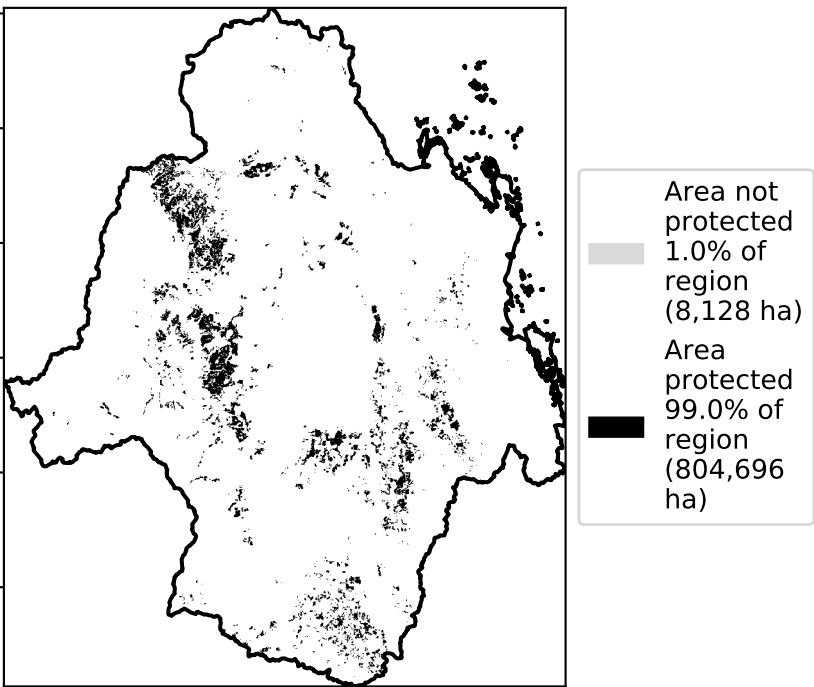 Area not
protected
1.0% of
region
(8,128 ha)
Area
protected
99.0% of
region
(804,696
ha)